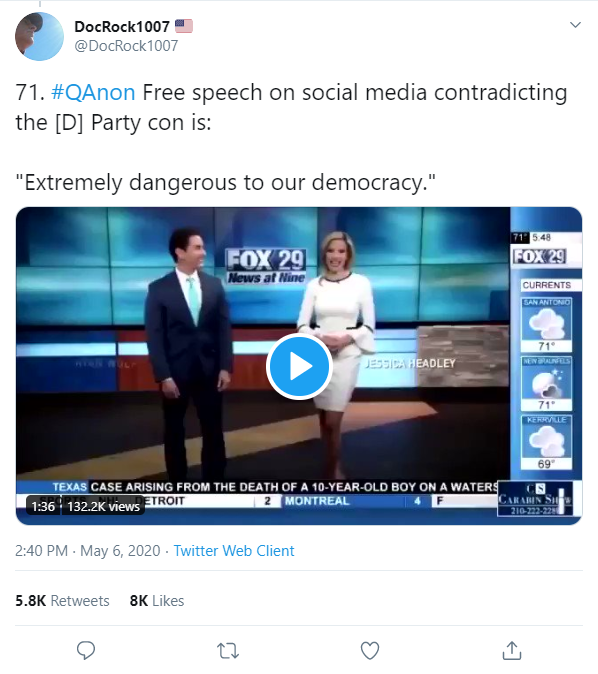 DocRock1007
@DocRock1007
71. #QAnon Free speech on social media contradicting
the [D] Party con is:
"Extremely dangerous to our democracy."
FOX 29
News at Nine
JESSICA HEADLEY
71° 5:48
FOX 29
CURRENTS
SAN ANTONIO
71°
NEW BRAUNFELS
71°
KERRVILLE
69°
TEXAS CASE ARISING FROM THE DEATH OF A 10-YEAR-OLD BOY ON A WATERS
DETROIT 2 MONTREAL 4 F
CARABIN SHAW
1:36 132.2K views
2:40 PM · May 6, 2020 · Twitter Web Client
5.8K Retweets 8K Likes